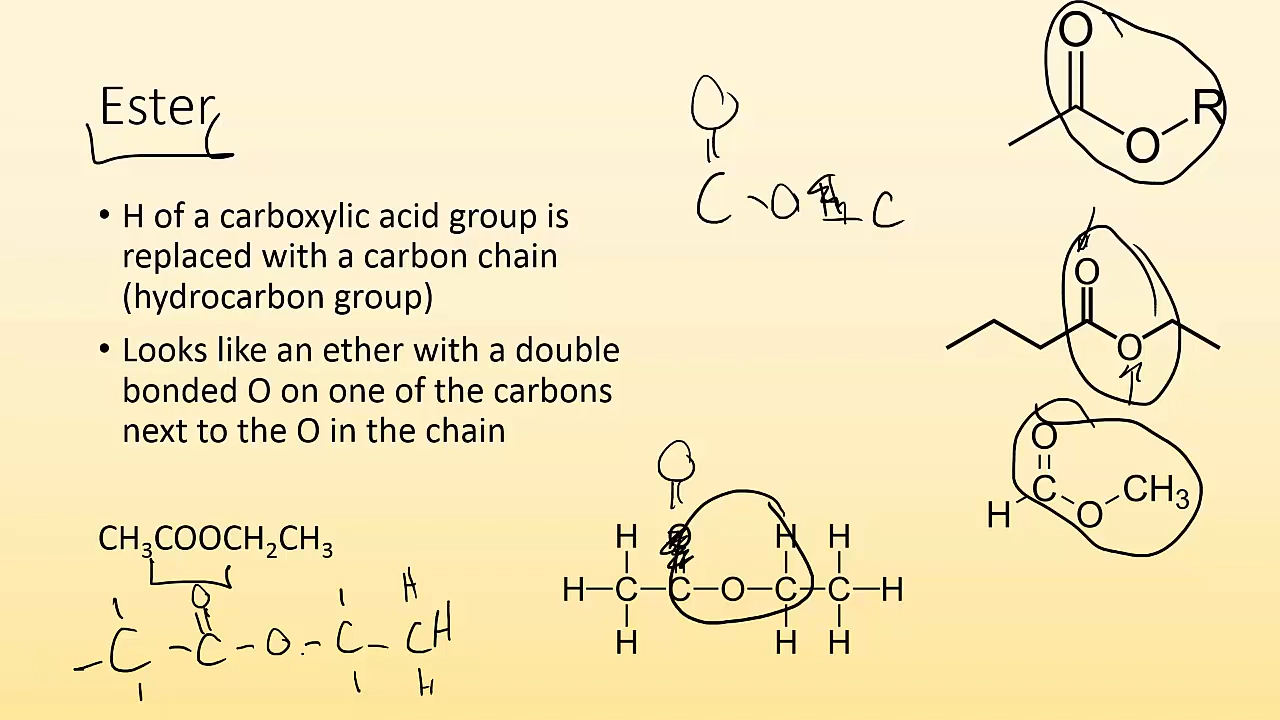 Ester
• H of a carboxylic acid group is
replaced with a carbon chain
(hydrocarbon group)
• Looks like an ether with a double
bonded O on one of the carbons
next to the O in the chain
CH₃COOCH₂CH₃
C - C - O - C - CH
O
H
H
O
C - O - C
O
H H H
H—C—C—O—C—C—H
H H H
O
O R
O
O
O
H C O CH₃